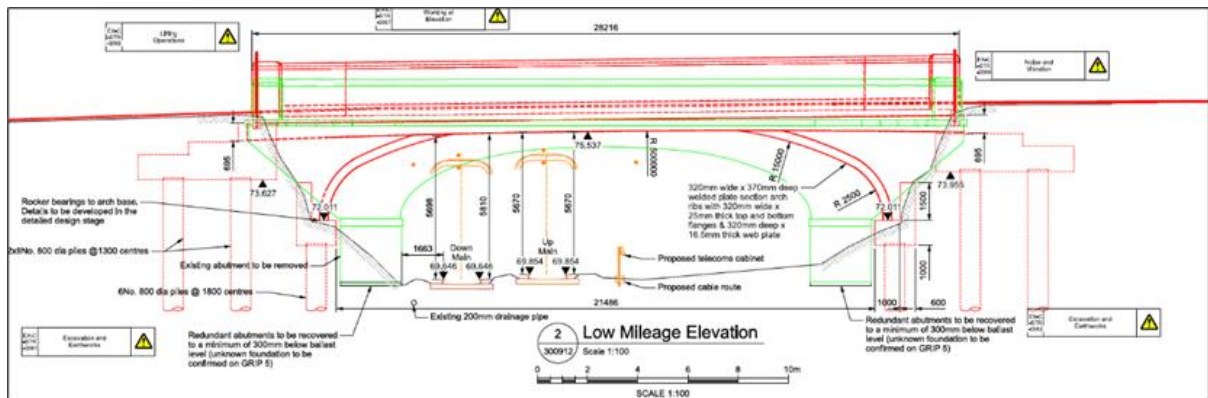 Working at
Elevation
Lifting
Operations
28216
Noise and
Vibration
695
73.627
75.537
R 500000
R 15000
R 2500
695
73.955
Rocker bearings to arch base.
Details to be developed in the
detailed design stage
72.011
5698
5810
5670
5670
320mm wide x 370mm deep
welded plate section arch
ribs with 320mm wide x
25mm thick top and bottom
flanges & 320mm deep x
16.5mm thick web plate
72.011
1500
2x8No. 800 dia piles @1300 centres
1663
Down
Main
Up
Main
Existing abutment to be removed
69.646
69.646
69.854
69.854
Proposed telecoms cabinet
1000
6No. 800 dia piles @ 1800 centres
Proposed cable route
21486
1000
600
Existing 200mm drainage pipe
Excavation and
Earthworks
Redundant abutments to be recovered
to a minimum of 300mm below ballast
level (unknown foundation to be
confirmed on GRIP 5)
2
300912
Low Mileage Elevation
Scale 1:100
Redundant abutments to be recovered
to a minimum of 300mm below ballast
level (unknown foundation to be
confirmed on GRIP 5)
Excavation and
Earthworks
0 2 4 6 8 10m
SCALE 1:100